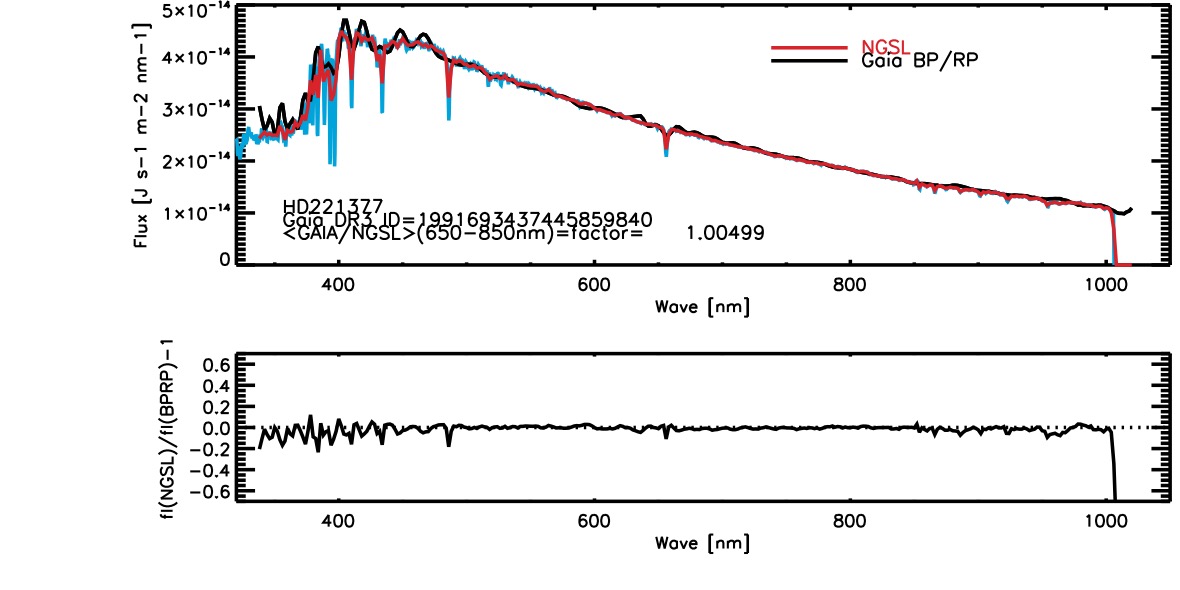 5×10⁻¹⁴
4×10⁻¹⁴
3×10⁻¹⁴
2×10⁻¹⁴
1×10⁻¹⁴
0
Flux [J s−1 m−2 nm−1]
NGSL
Gaia BP/RP
HD221377
Gaia DR3 ID=1991693437445859840
<GAIA/NGSL>(650−850nm)=factor= 1.00499
400 600 800 1000
Wave [nm]
fl(NGSL)/fl(BPRP)−1
0.6
0.4
0.2
0.0
−0.2
−0.4
−0.6
400 600 800 1000
Wave [nm]